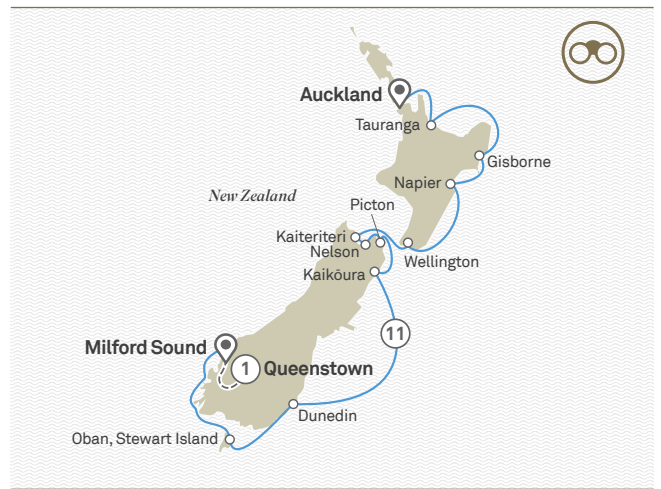 Auckland
Tauranga
Gisborne
Napier
New Zealand
Picton
Kaiteriteri
Nelson
Wellington
Kaikōura
11
Milford Sound
1 Queenstown
Dunedin
Oban, Stewart Island